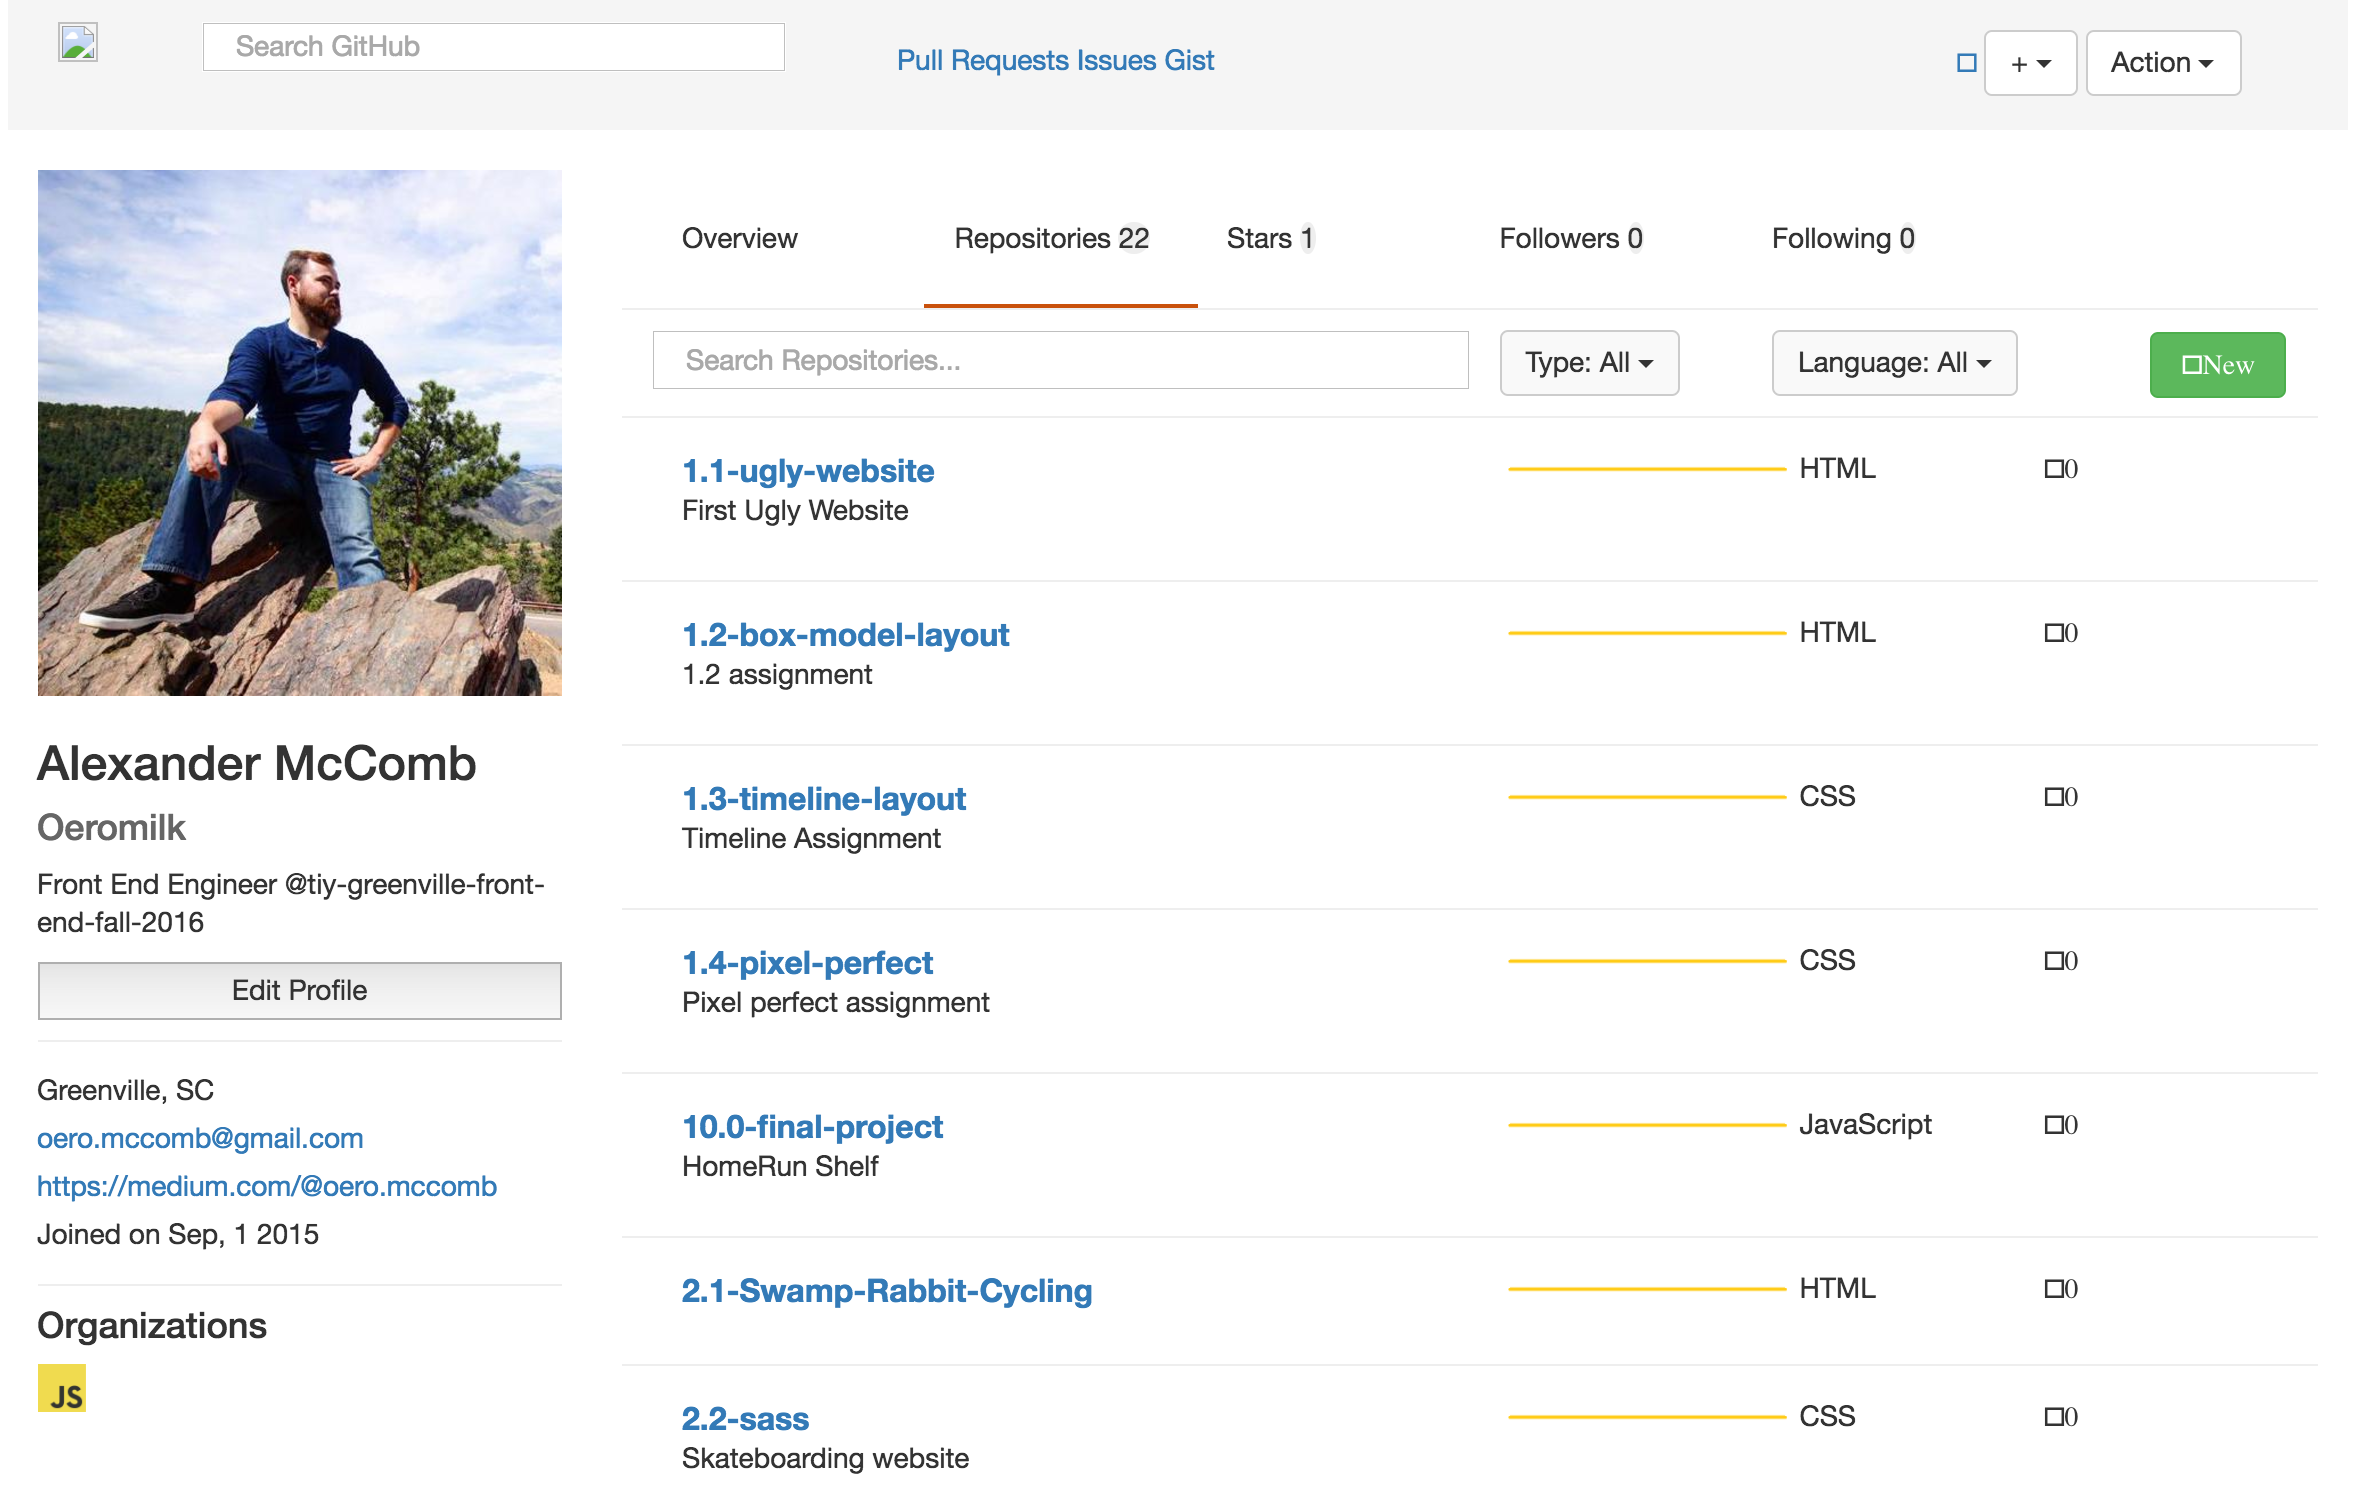 Search GitHub
Pull Requests Issues Gist
+
Action
Overview
Repositories 22
Stars 1
Followers 0
Following 0
Search Repositories...
Type: All
Language: All
New
1.1-ugly-website
First Ugly Website
HTML
0
1.2-box-model-layout
1.2 assignment
HTML
0
1.3-timeline-layout
Timeline Assignment
CSS
0
1.4-pixel-perfect
Pixel perfect assignment
CSS
0
10.0-final-project
HomeRun Shelf
JavaScript
0
2.1-Swamp-Rabbit-Cycling
HTML
0
2.2-sass
Skateboarding website
CSS
0
Alexander McComb
Oeromilk
Front End Engineer @tiy-greenville-front-
end-fall-2016
Edit Profile
Greenville, SC
oero.mccomb@gmail.com
https://medium.com/@oero.mccomb
Joined on Sep, 1 2015
Organizations
JS